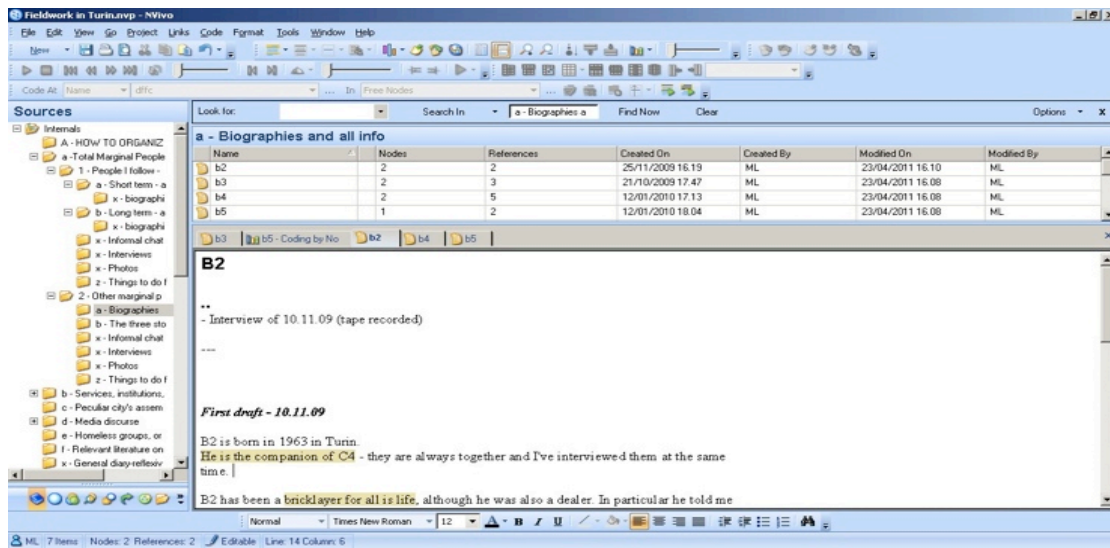 Fieldwork in Turin.nvp - NVivo
File Edit View Go Project Links Code Format Tools Window Help
New
Code At Name dffc ... In Free Nodes ...
Sources
Look for: Search In a - Biographies a Find Now Clear Options x
Internals
A - HOW TO ORGANIZ
a -Total Marginal People
1 - People I follow -
a - Short term - a
x - biographi
b - Long term - a
x - biographi
x - Informal chat
x - Interviews
x - Photos
z - Things to do f
2 - Other marginal p
a - Biographies
b - The three sto
x - Informal chat
x - Interviews
x - Photos
z - Things to do f
b - Services, institutions,
c - Peculiar city's assem
d - Media discourse
e - Homeless groups, or
f - Relevant literature on
x - General diary-reflexiv
a - Biographies and all info
Name Nodes References Created On Created By Modified On Modified By
b2 2 2 25/11/2009 16.19 ML 23/04/2011 16.10 ML
b3 2 3 21/10/2009 17.47 ML 23/04/2011 16.08 ML
b4 2 5 12/01/2010 17.13 ML 23/04/2011 16.08 ML
b5 1 2 12/01/2010 18.04 ML 23/04/2011 16.08 ML
b3 b5 - Coding by No b2 b4 b5
B2
..
- Interview of 10.11.09 (tape recorded)
---
First draft - 10.11.09
B2 is born in 1963 in Turin.
He is the companion of C4 - they are always together and I've interviewed them at the same
time.
B2 has been a bricklayer for all is life, although he was also a dealer. In particular he told me
Normal Times New Roman 12 A B I U
ML 7 Items Nodes: 2 References: 2 Editable Line: 14 Column: 6